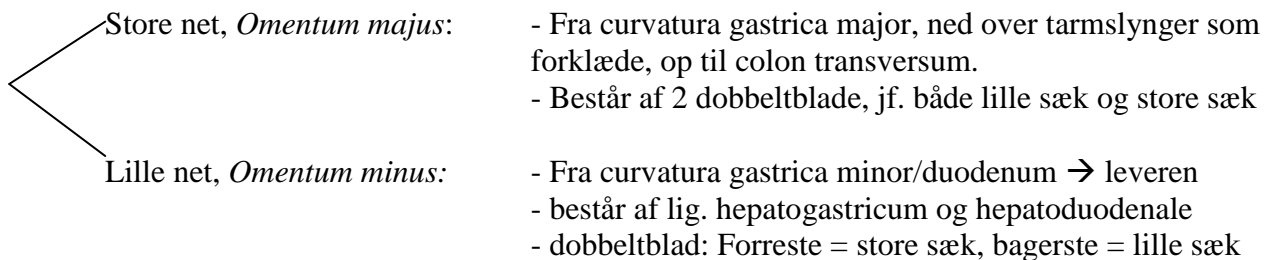 Store net, Omentum majus: - Fra curvatura gastrica major, ned over tarmslynger som
forklæde, op til colon transversum.
- Består af 2 dobbeltblade, jf. både lille sæk og store sæk
Lille net, Omentum minus: - Fra curvatura gastrica minor/duodenum → leveren
- består af lig. hepatogastricum og hepatoduodenale
- dobbeltblad: Forreste = store sæk, bagerste = lille sæk